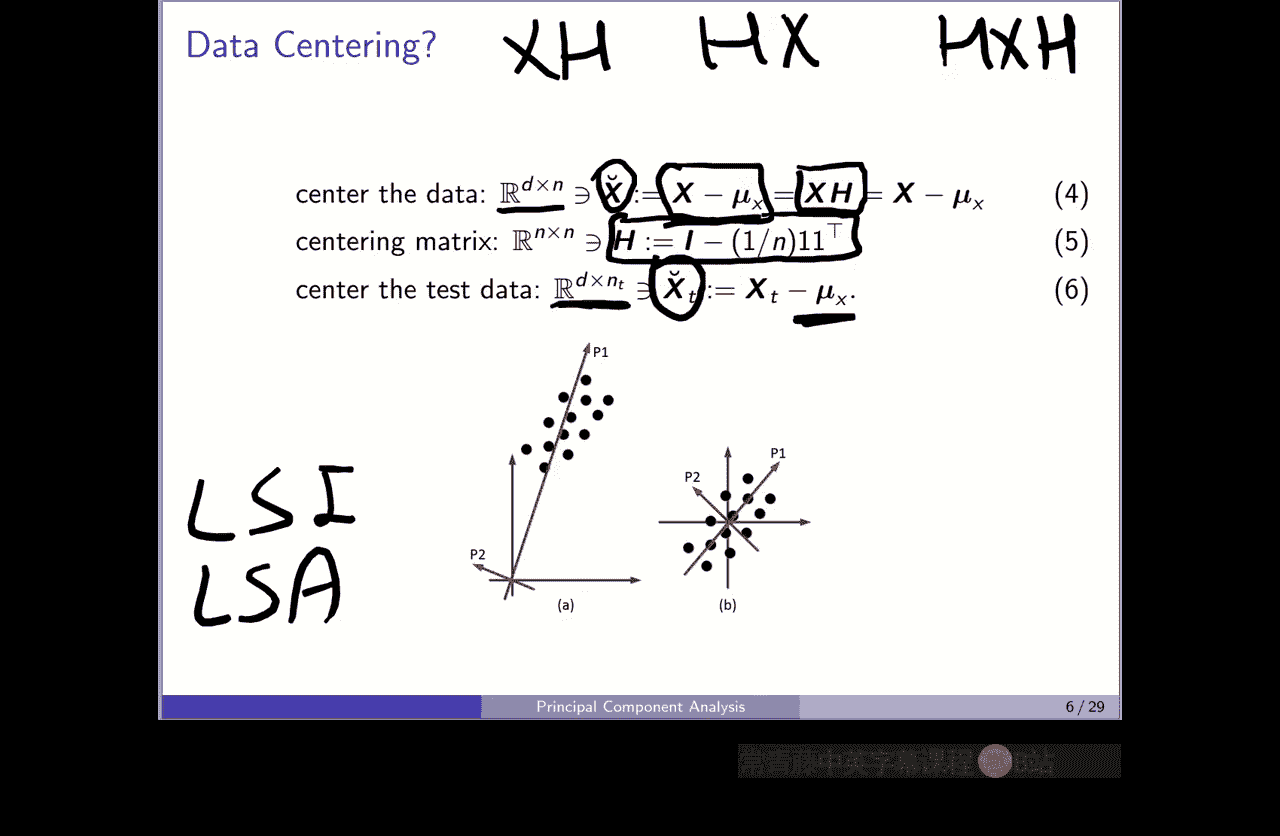 Data Centering? XH HX HXH
center the data: ℝ^{d×n} ∋ X̆ := X − μ_x = XH = X − μ_x (4)
centering matrix: ℝ^{n×n} ∋ H := I − (1/n)11^⊤ (5)
center the test data: ℝ^{d×n_t} ∋ X̆_t := X_t − μ_x. (6)
P1
P1
P2
LSI
P2
LSA
(a) (b)
Principal Component Analysis 6 / 29